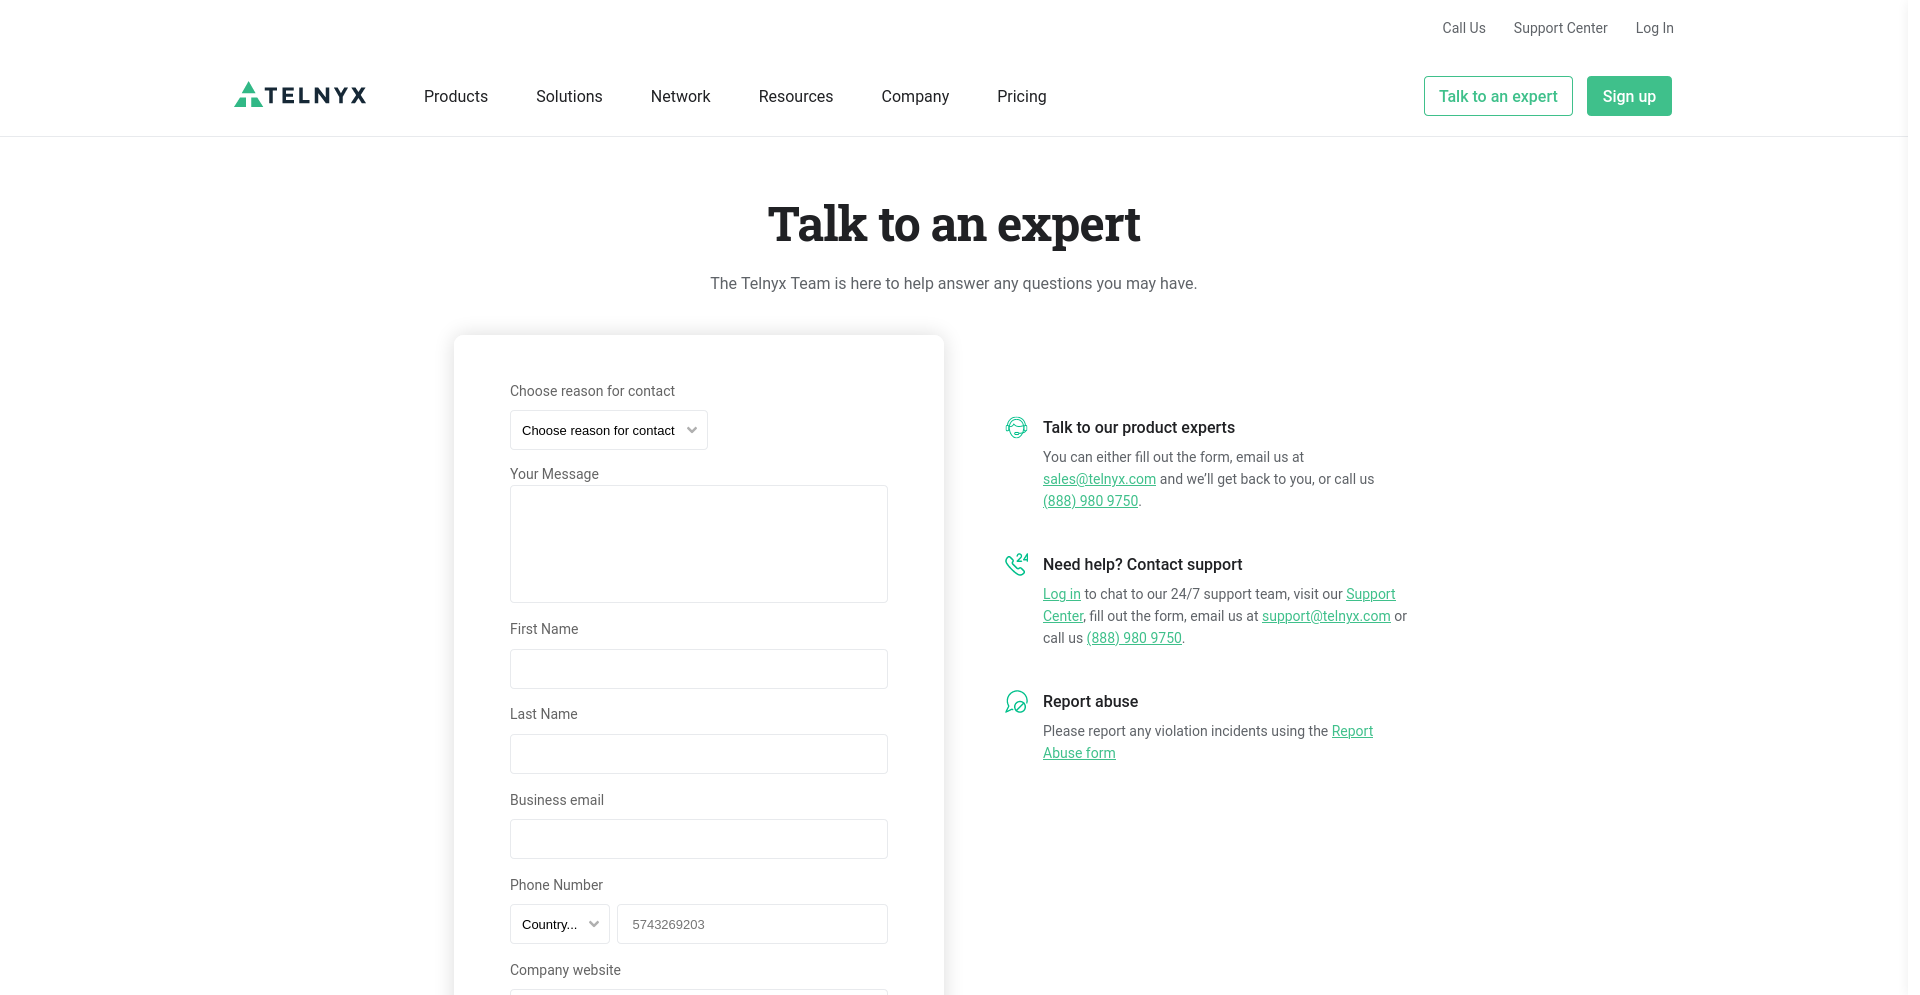 Call Us Support Center Log In
TELNYX Products Solutions Network Resources Company Pricing Talk to an expert Sign up
Talk to an expert
The Telnyx Team is here to help answer any questions you may have.
Choose reason for contact
Choose reason for contact
Your Message
First Name
Last Name
Business email
Phone Number
Country... 5743269203
Company website
Talk to our product experts
You can either fill out the form, email us at
sales@telnyx.com and we’ll get back to you, or call us
(888) 980 9750.
24
Need help? Contact support
Log in to chat to our 24/7 support team, visit our Support
Center, fill out the form, email us at support@telnyx.com or
call us (888) 980 9750.
Report abuse
Please report any violation incidents using the Report
Abuse form